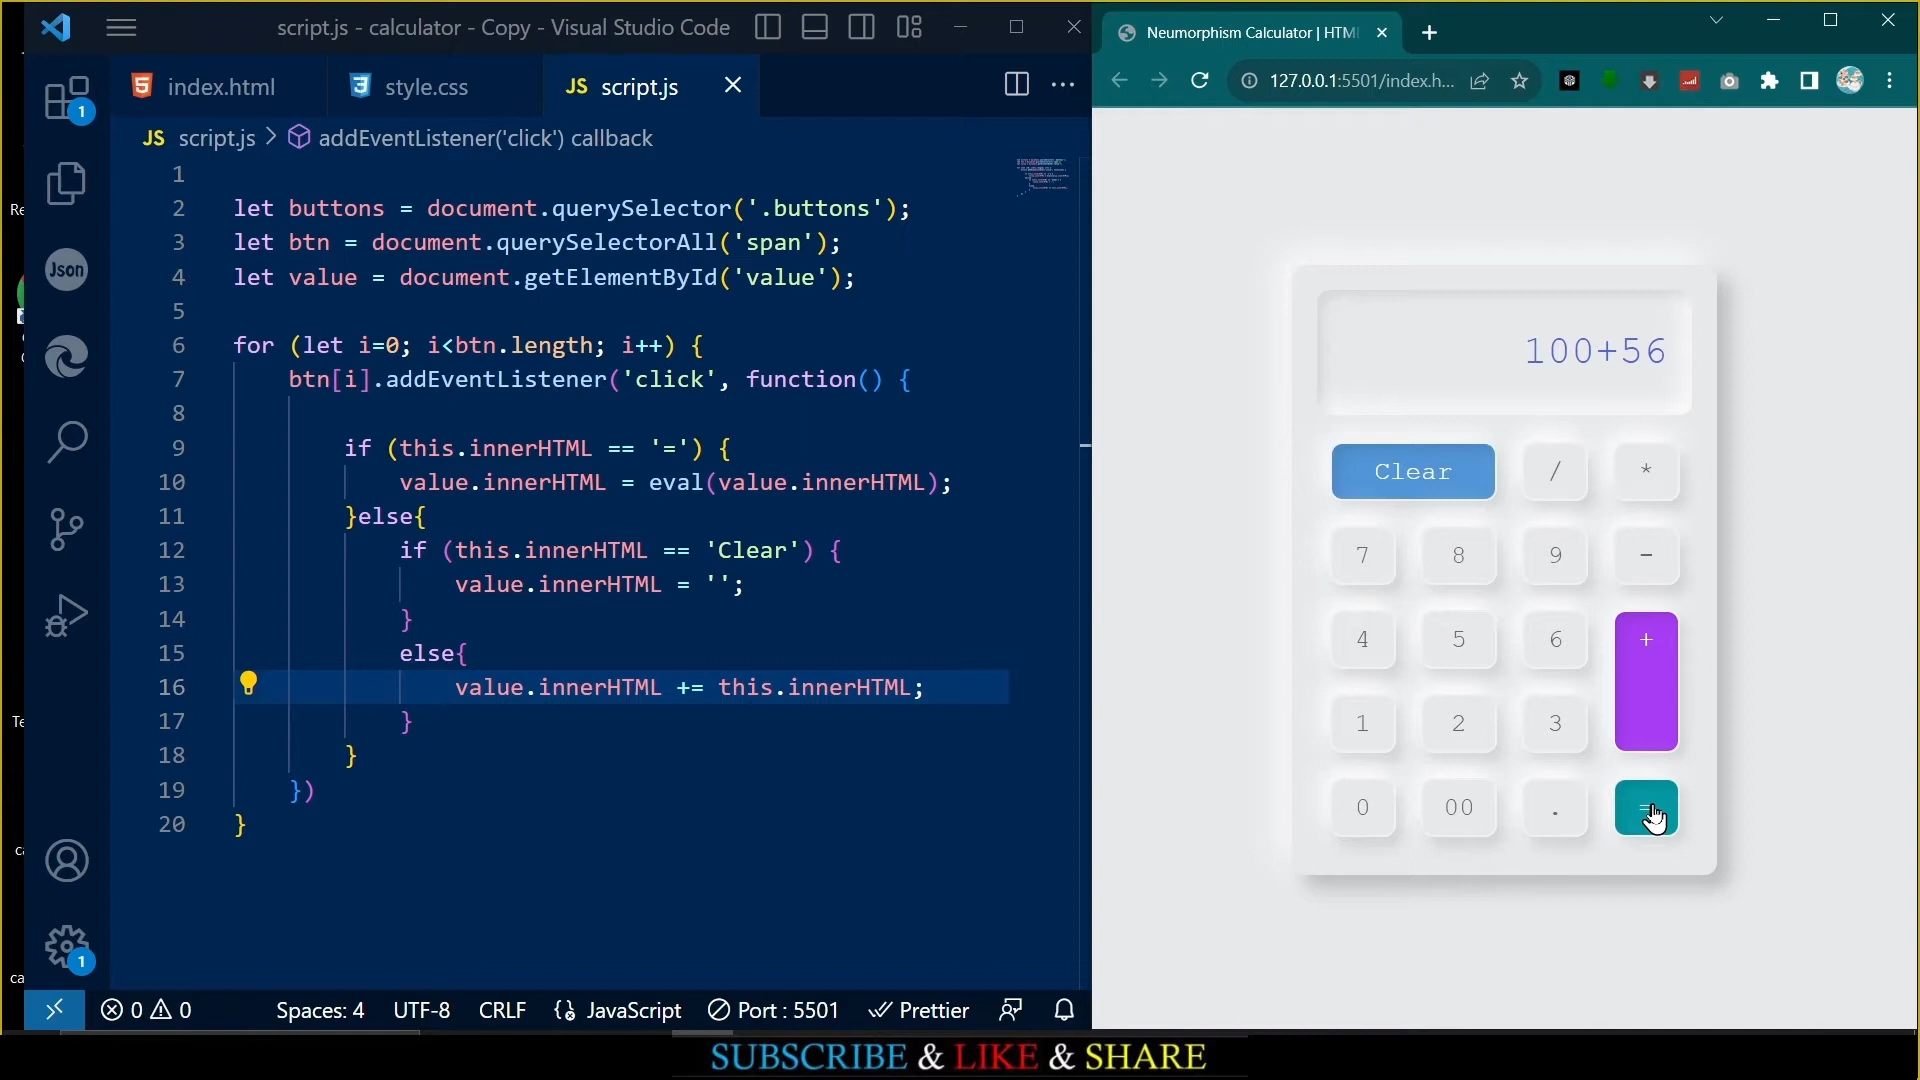 script.js - calculator - Copy - Visual Studio Code
index.html
style.css
JS script.js
JS script.js > addEventListener('click') callback
1
2 let buttons = document.querySelector('.buttons');
3 let btn = document.querySelectorAll('span');
4 let value = document.getElementById('value');
5
6 for (let i=0; i<btn.length; i++) {
7 btn[i].addEventListener('click', function() {
8
9 if (this.innerHTML == '=') {
10 value.innerHTML = eval(value.innerHTML);
11 }else{
12 if (this.innerHTML == 'Clear') {
13 value.innerHTML = '';
14 }
15 else{
16 value.innerHTML += this.innerHTML;
17 }
18 }
19 })
20 }
1
Json
1
0 0 Spaces: 4 UTF-8 CRLF JavaScript Port : 5501 Prettier
Neumorphism Calculator | HTM
127.0.0.1:5501/index.h...
100+56
Clear / *
7 8 9 -
4 5 6 +
1 2 3
0 00 . =
SUBSCRIBE & LIKE & SHARE